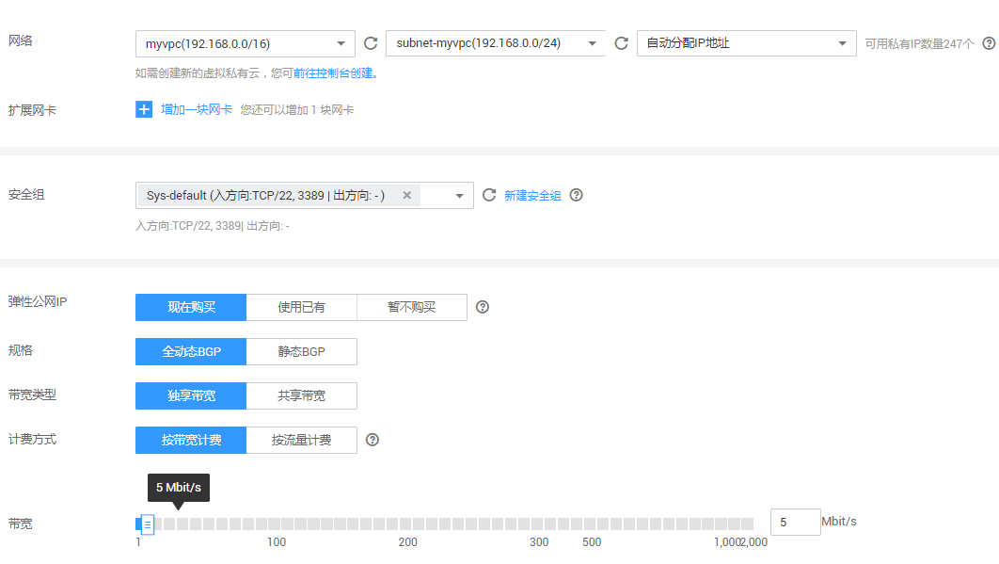 网络 myvpc(192.168.0.0/16) subnet-myvpc(192.168.0.0/24) 自动分配IP地址 可用私有IP数量247个
如需创建新的虚拟私有云，您可前往控制台创建。
扩展网卡 增加一块网卡 您还可以增加 1 块网卡
安全组 Sys-default (入方向:TCP/22, 3389 | 出方向: - ) 新建安全组
入方向:TCP/22, 3389| 出方向: -
弹性公网IP 现在购买 使用已有 暂不购买
规格 全动态BGP 静态BGP
带宽类型 独享带宽 共享带宽
计费方式 按带宽计费 按流量计费
5 Mbit/s
带宽 5 Mbit/s
1 100 200 300 500 1,000 2,000